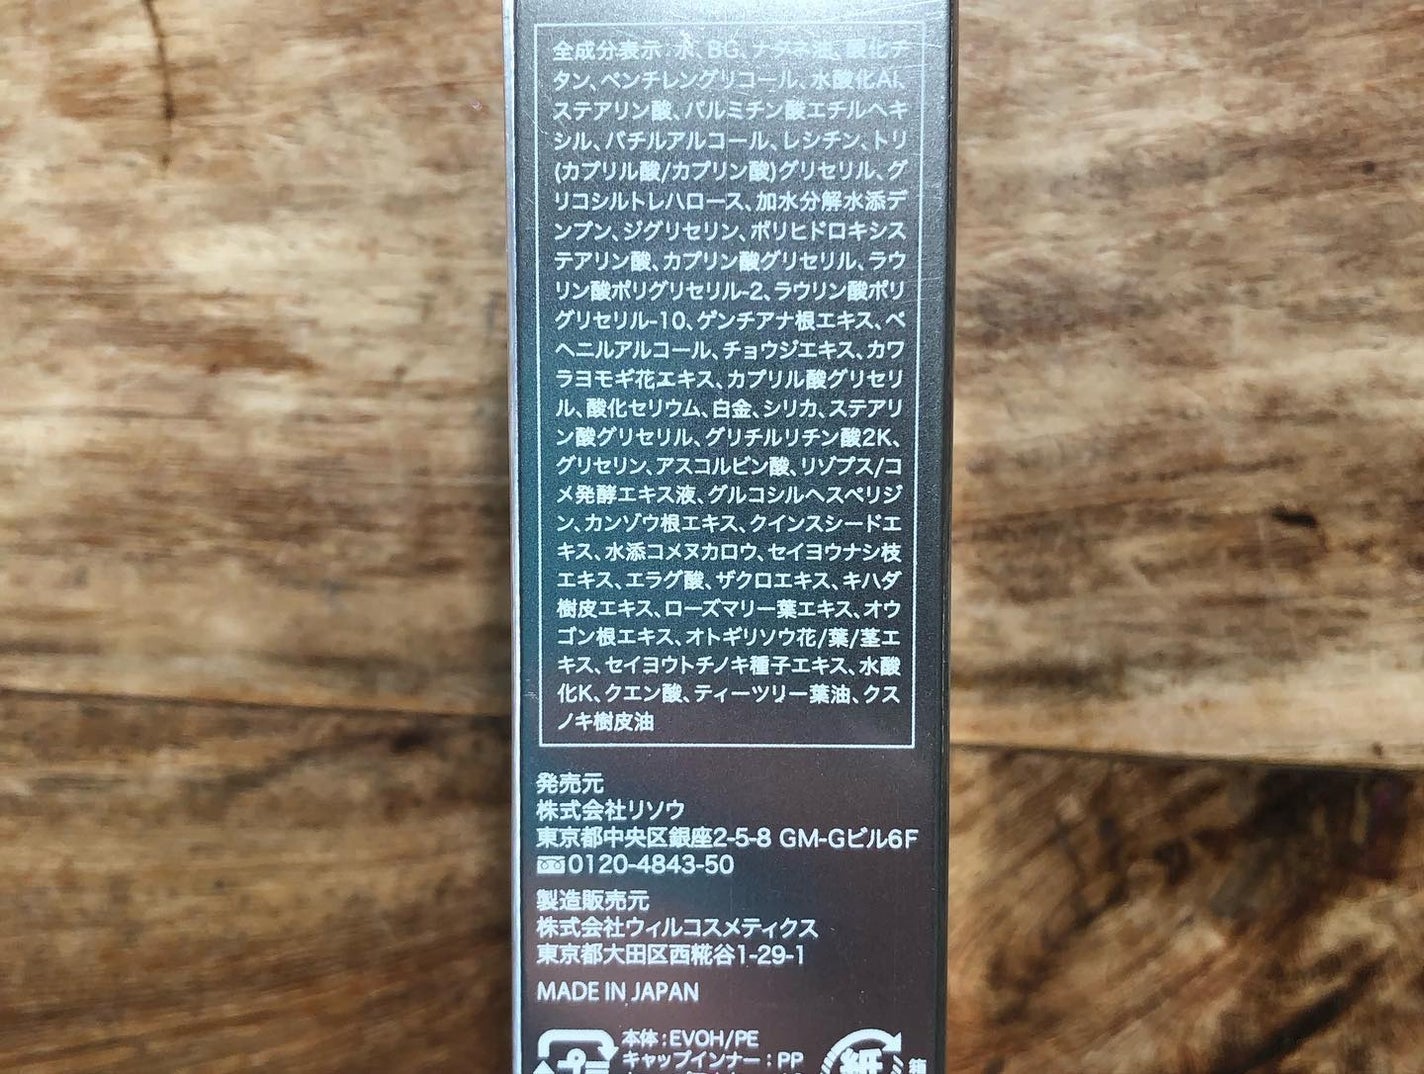 全成分表示:水、BG、ナタネ油、酸化チ
タン、ペンチレングリコール、水酸化Al、
ステアリン酸、パルミチン酸エチルヘキ
シル、バチルアルコール、レシチン、トリ
(カプリル酸/カプリン酸)グリセリル、グ
リコシルトレハロース、加水分解水添デ
ンプン、ジグリセリン、ポリヒドロキシス
テアリン酸、カプリン酸グリセリル、ラウ
リン酸ポリグリセリル-2、ラウリン酸ポリ
グリセリル-10、ゲンチアナ根エキス、ベ
ヘニルアルコール、チョウジエキス、カワ
ラヨモギ花エキス、カプリル酸グリセリ
ル、酸化セリウム、白金、シリカ、ステアリ
ン酸グリセリル、グリチルリチン酸2K、
グリセリン、アスコルビン酸、リゾプス/コ
メ発酵エキス液、グルコシルヘスペリジ
ン、カンゾウ根エキス、クインスシードエ
キス、水添コメヌカロウ、セイヨウナシ枝
エキス、エラグ酸、ザクロエキス、キハダ
樹皮エキス、ローズマリー葉エキス、オウ
ゴン根エキス、オトギリソウ花/葉/茎エ
キス、セイヨウトチノキ種子エキス、水酸
化K、クエン酸、ティーツリー葉油、クス
ノキ樹皮油
発売元
株式会社リソウ
東京都中央区銀座2-5-8 GM-Gビル6F
0120-4843-50
製造販売元
株式会社ウィルコスメティクス
東京都大田区西糀谷1-29-1
MADE IN JAPAN
本体:EVOH/PE
キャップインナー:PP
プラ
紙
箱